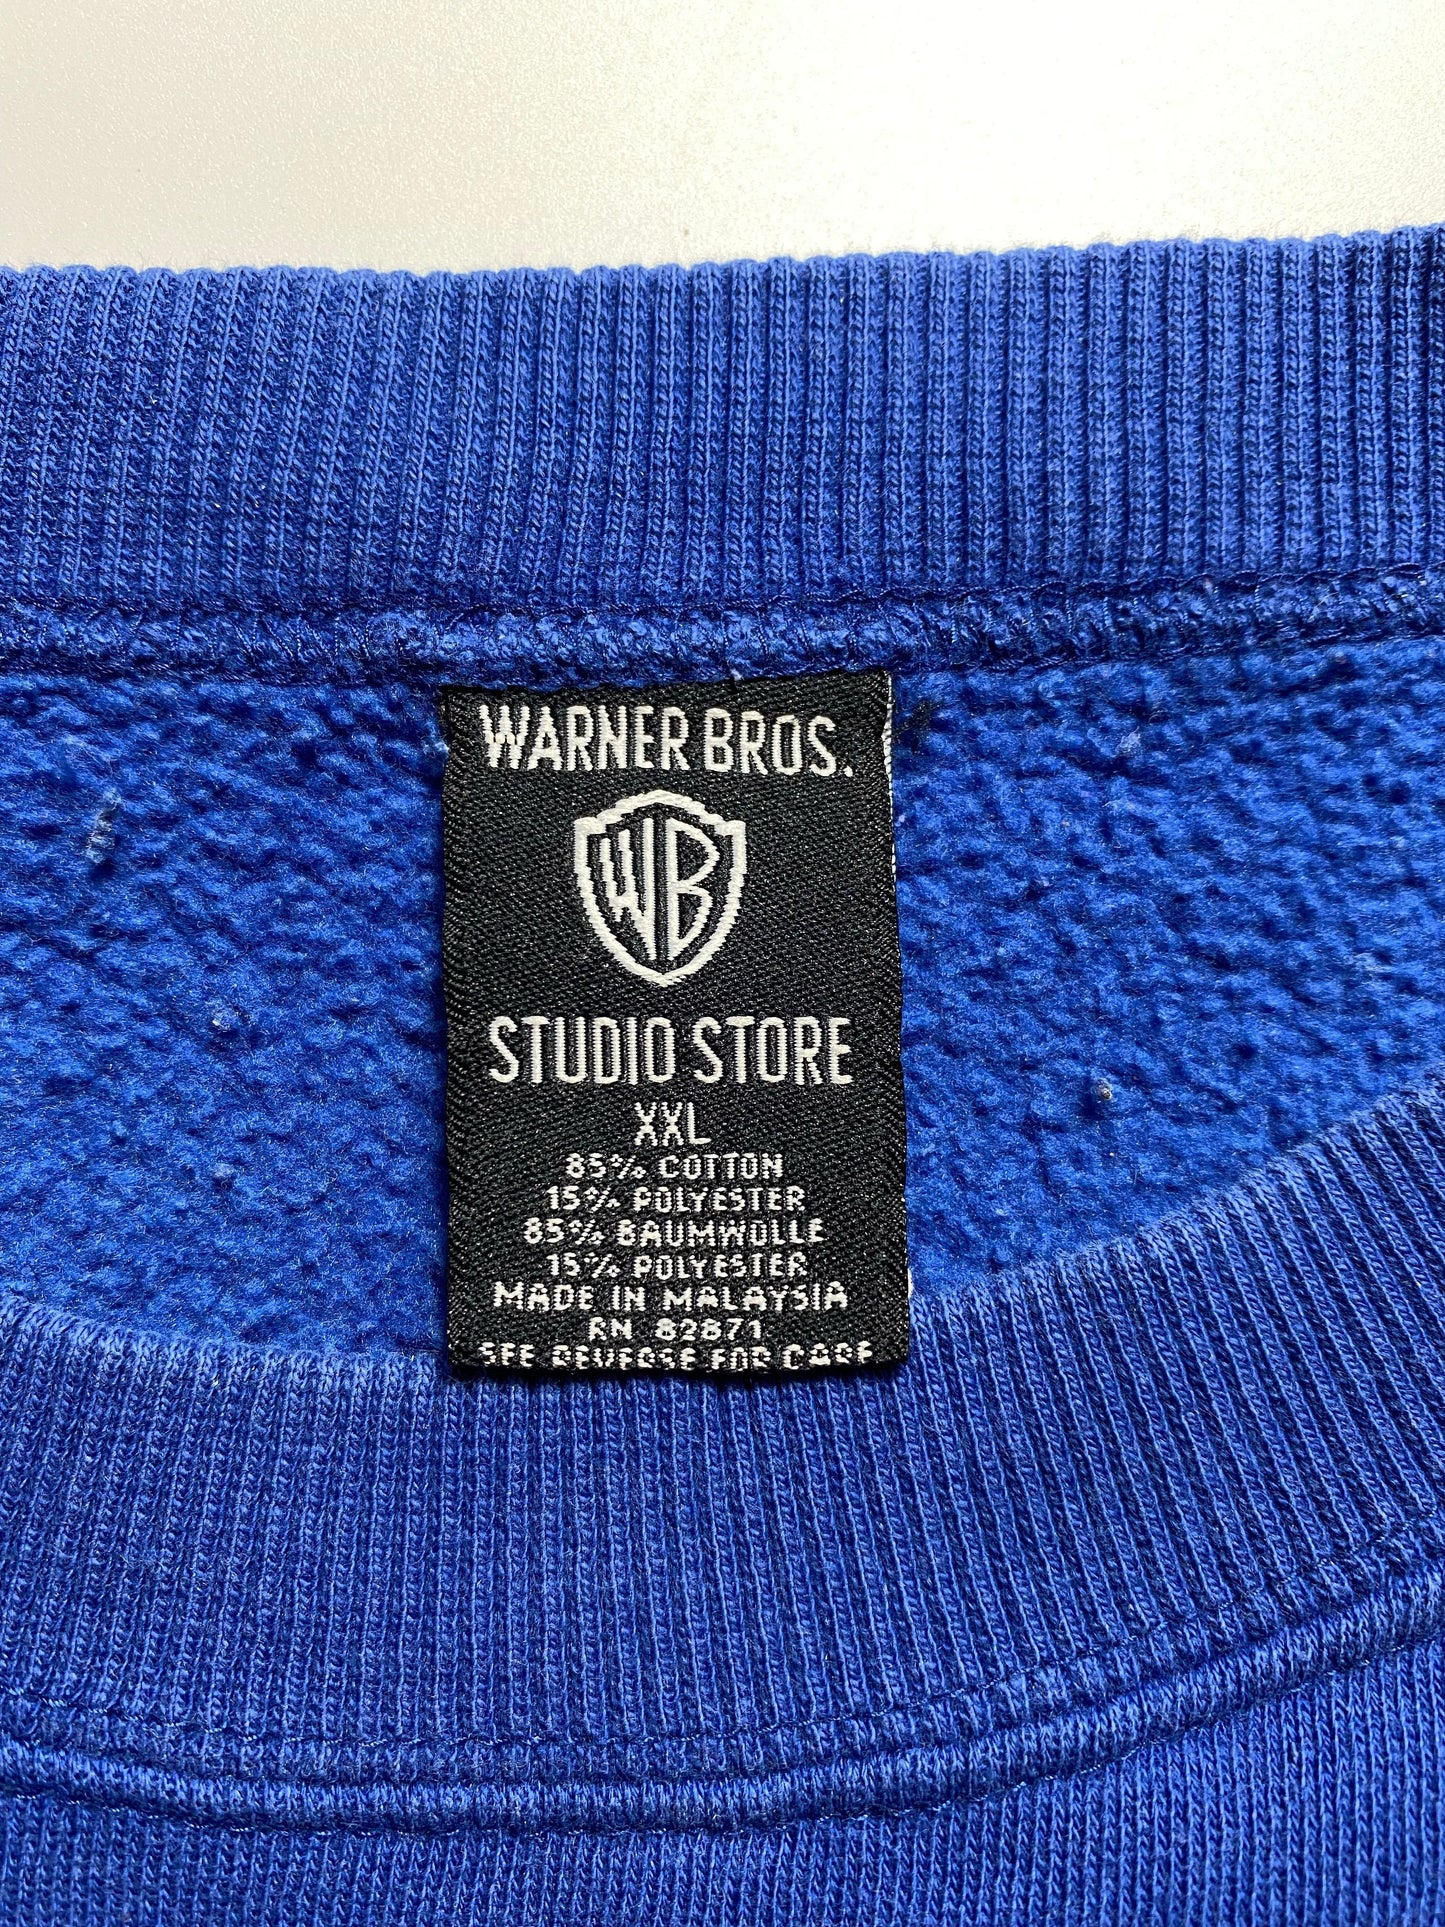 WARNER BROS.
WB
STUDIO STORE
XXL
85% COTTON
15% POLYESTER
85% BAUMWOLLE
15% POLYESTER
MADE IN MALAYSIA
RN 82871
SEE REVERSE FOR CARE